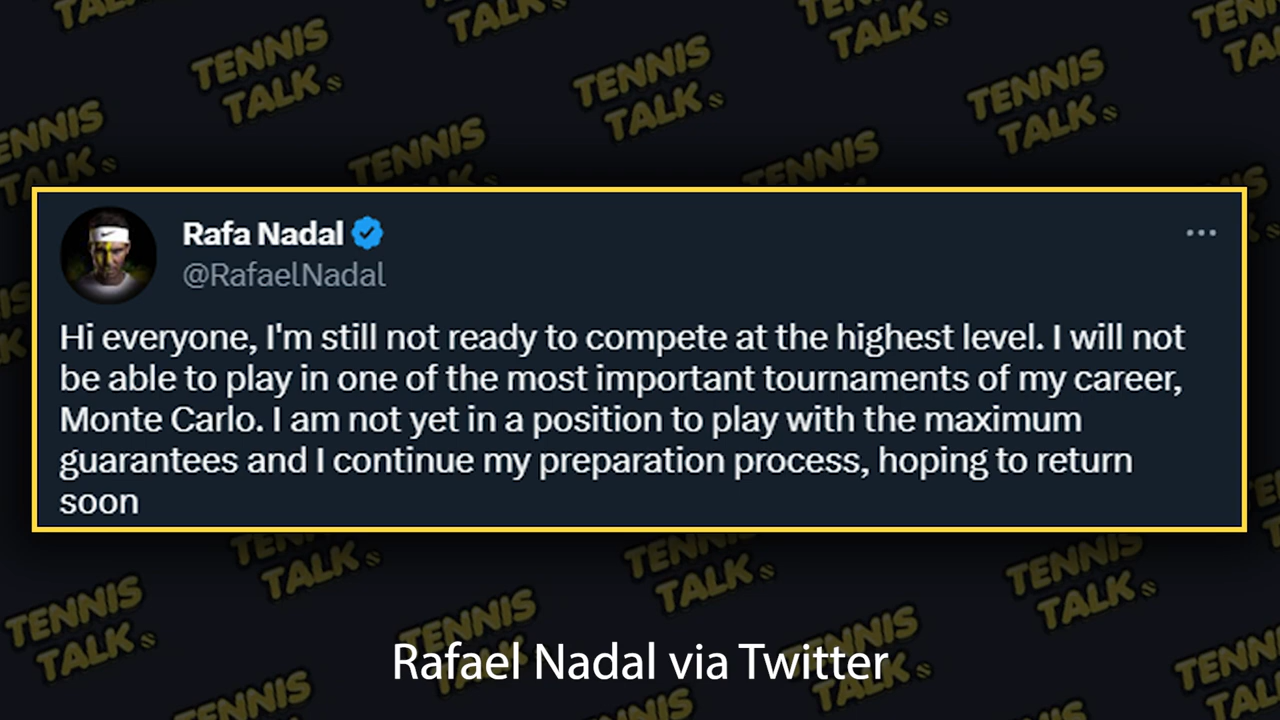 TENNIS
TALK
Rafa Nadal
@RafaelNadal
Hi everyone, I'm still not ready to compete at the highest level. I will not
be able to play in one of the most important tournaments of my career,
Monte Carlo. I am not yet in a position to play with the maximum
guarantees and I continue my preparation process, hoping to return
soon
Rafael Nadal via Twitter